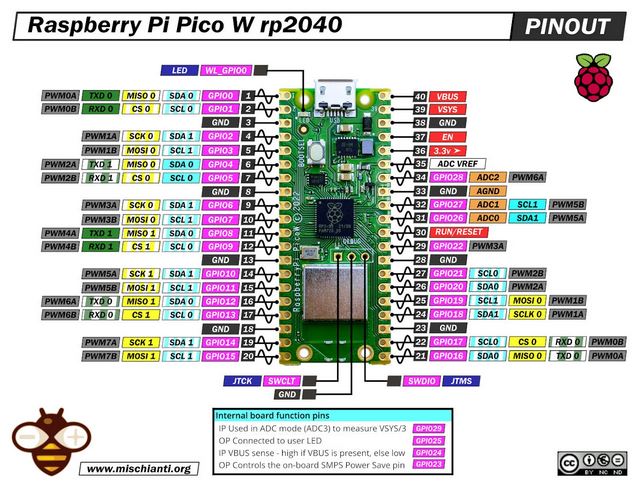 Raspberry Pi Pico W rp2040 PINOUT
LED WL_GPIO0
PWM0A TXD 0 MISO 0 SDA 0 GPIO0 1
PWM0B RXD 0 CS 0 SCL 0 GPIO1 2
GND 3
PWM1A SCK 0 SDA 1 GPIO2 4
PWM1B MOSI 0 SCL 1 GPIO3 5
PWM2A TXD 1 MISO 0 SDA 0 GPIO4 6
PWM2B RXD 1 CS 0 SCL 0 GPIO5 7
GND 8
PWM3A SCK 0 SDA 1 GPIO6 9
PWM3B MOSI 0 SCL 1 GPIO7 10
PWM4A TXD 1 MISO 1 SDA 0 GPIO8 11
PWM4B RXD 1 CS 1 SCL 0 GPIO9 12
GND 13
PWM5A SCK 1 SDA 1 GPIO10 14
PWM5B MOSI 1 SCL 1 GPIO11 15
PWM6A TXD 0 MISO 1 SDA 0 GPIO12 16
PWM6B RXD 0 CS 1 SCL 0 GPIO13 17
GND 18
PWM7A SCK 1 SDA 1 GPIO14 19
PWM7B MOSI 1 SCL 1 GPIO15 20
LED
USB
BOOTSEL
Raspberry Pi PicoW © 2022
DEBUG
40 VBUS
39 VSYS
38 GND
37 EN
36 3.3v ➤
35 ADC VREF
34 GPIO28 ADC2 PWM6A
33 GND AGND
32 GPIO27 ADC1 SCL1 PWM5B
31 GPIO26 ADC0 SDA1 PWM5A
30 RUN/RESET
29 GPIO22 PWM3A
28 GND
27 GPIO21 SCL0 PWM2B
26 GPIO20 SDA0 PWM2A
25 GPIO19 SCL1 MOSI 0 PWM1B
24 GPIO18 SDA1 SCLK 0 PWM1A
23 GND
22 GPIO17 SCL0 CS 0 RXD 0 PWM0B
21 GPIO16 SDA0 MISO 0 TXD 0 PWM0A
JTCK SWCLT
GND
SWDIO JTMS
Internal board function pins
IP Used in ADC mode (ADC3) to measure VSYS/3 GPIO29
OP Connected to user LED GPIO25
IP VBUS sense - high if VBUS is present, else low GPIO24
OP Controls the on-board SMPS Power Save pin GPIO23
www.mischianti.org
CC BY NC ND